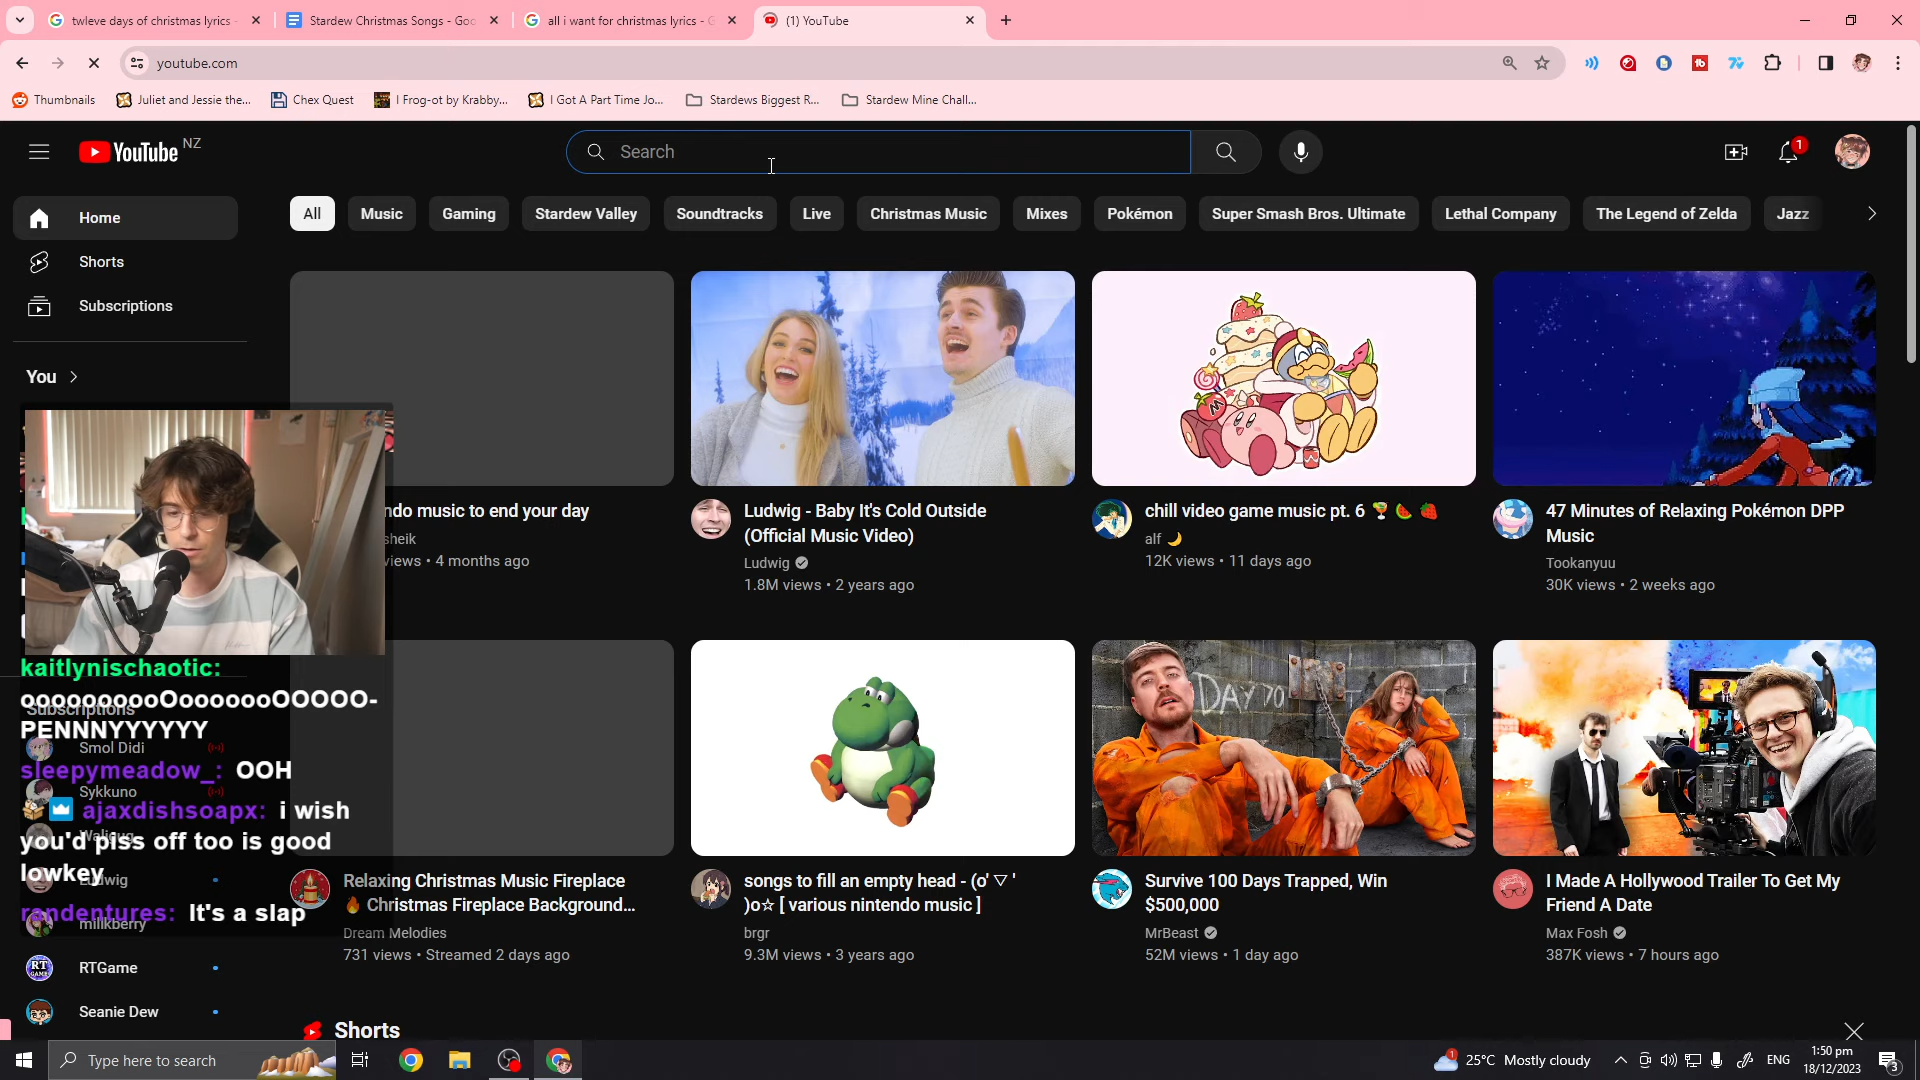 twleve days of christmas lyrics -
Stardew Christmas Songs - Goo
all i want for christmas lyrics - G
(1) YouTube
youtube.com
Thumbnails
Juliet and Jessie the...
Chex Quest
I Frog-ot by Krabby...
I Got A Part Time Jo...
Stardews Biggest R...
Stardew Mine Chall...
YouTube NZ
Search
1
Home
Shorts
Subscriptions
You
All
Music
Gaming
Stardew Valley
Soundtracks
Live
Christmas Music
Mixes
Pokémon
Super Smash Bros. Ultimate
Lethal Company
The Legend of Zelda
Jazz
ndo music to end your day
sheik
views • 4 months ago
Ludwig - Baby It's Cold Outside
(Official Music Video)
Ludwig
1.8M views • 2 years ago
chill video game music pt. 6 🍹 🍉 🍓
alf 🌙
12K views • 11 days ago
47 Minutes of Relaxing Pokémon DPP
Music
Tookanyuu
30K views • 2 weeks ago
kaitlynischaotic:
oooooooooOooooooOOOOO-
PENNNYYYYYY
sleepymeadow_: OOH
ajaxdishsoapx: i wish
you'd piss off too is good
lowkey
rendentures: It's a slap
Subscriptions
Smol Didi
Sykkuno
Ludwig
milkberry
RTGame
Seanie Dew
DAY 70
Relaxing Christmas Music Fireplace
🔥 Christmas Fireplace Background...
Dream Melodies
731 views • Streamed 2 days ago
songs to fill an empty head - (o' ▽ '
)o☆ [ various nintendo music ]
brgr
9.3M views • 3 years ago
Survive 100 Days Trapped, Win
$500,000
MrBeast
52M views • 1 day ago
I Made A Hollywood Trailer To Get My
Friend A Date
Max Fosh
387K views • 7 hours ago
Shorts
Type here to search
25°C Mostly cloudy
ENG
1:50 pm
18/12/2023
3